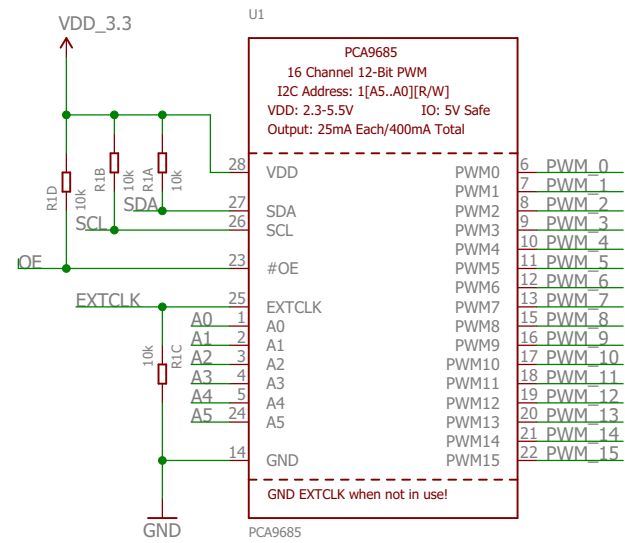 U1
VDD_3.3
PCA9685
16 Channel 12-Bit PWM
I2C Address: 1[A5..A0][R/W]
VDD: 2.3-5.5V IO: 5V Safe
Output: 25mA Each/400mA Total
R1D
10k
R1B
10k
R1A
10k
28 VDD
SDA 27 SDA
SCL 26 SCL
OE 23 #OE
EXTCLK 25 EXTCLK
A0 1 A0
A1 2 A1
A2 3 A2
A3 4 A3
A4 5 A4
A5 24 A5
14 GND
10k
R1C
PWM0 6 PWM_0
PWM1 7 PWM_1
PWM2 8 PWM_2
PWM3 9 PWM_3
PWM4 10 PWM_4
PWM5 11 PWM_5
PWM6 12 PWM_6
PWM7 13 PWM_7
PWM8 15 PWM_8
PWM9 16 PWM_9
PWM10 17 PWM_10
PWM11 18 PWM_11
PWM12 19 PWM_12
PWM13 20 PWM_13
PWM14 21 PWM_14
PWM15 22 PWM_15
GND EXTCLK when not in use!
GND
PCA9685